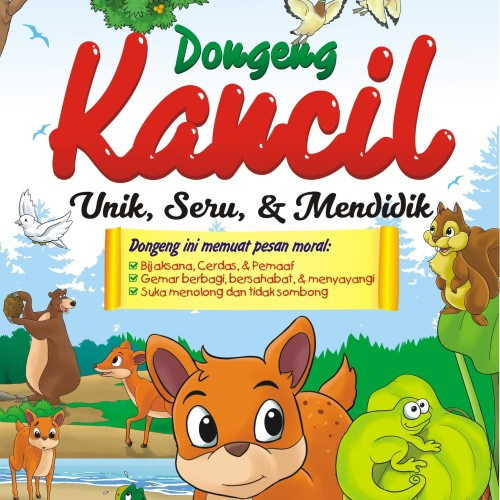 Dongeng
Kancil
Unik, Seru, & Mendidik
Dongeng ini memuat pesan moral:
Bijaksana, Cerdas, & Pemaaf
Gemar berbagi, bersahabat, & menyayangi
Suka menolong dan tidak sombong